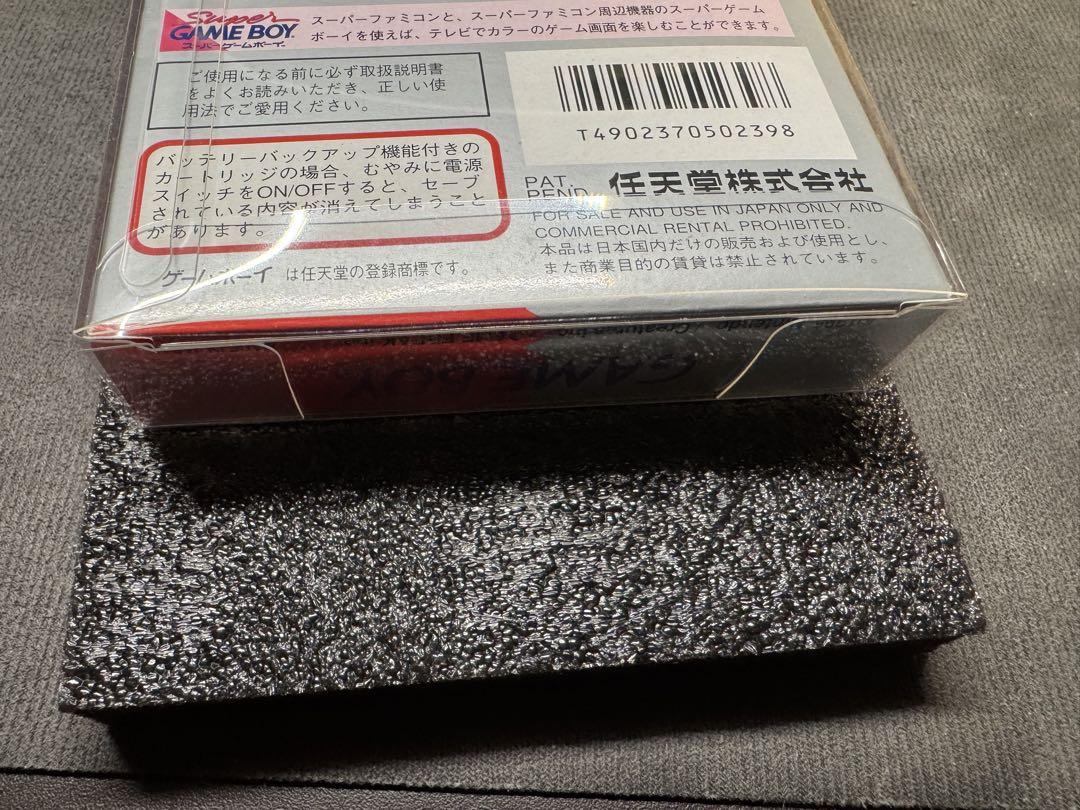 Super
GAME BOY
スーパーゲームボーイ
スーパーファミコンと、スーパーファミコン周辺機器のスーパーゲーム
ボーイを使えば、テレビでカラーのゲーム画面を楽しむことができます。
ご使用になる前に必ず取扱説明書
をよくお読みいただき、正しい使
用法でご愛用ください。
バッテリーバックアップ機能付きの
カートリッジの場合、むやみに電源
スイッチをON/OFFすると、セーブ
されている内容が消えてしまうこと
があります。
ゲームボーイ は任天堂の登録商標です。
T4902370502398
PAT.
PEND.
任天堂株式会社
FOR SALE AND USE IN JAPAN ONLY AND
COMMERCIAL RENTAL PROHIBITED.
本品は日本国内だけの販売および使用とし、
また商業目的の賃貸は禁止されています。
GAME BOY